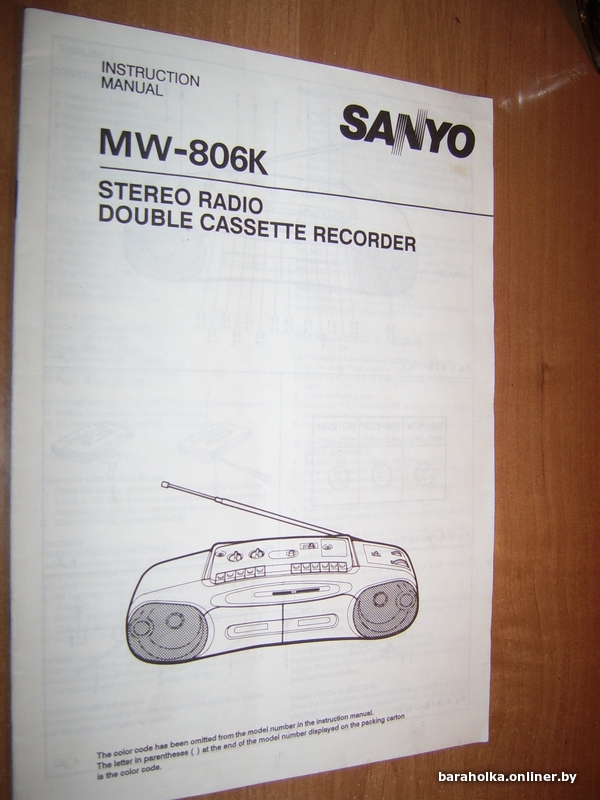 INSTRUCTION
MANUAL
SANYO
MW-806K
STEREO RADIO
DOUBLE CASSETTE RECORDER
The color code has been omitted from the model number in the instruction manual.
The letter in parentheses ( ) at the end of the model number displayed on the packing carton
is the color code.
baraholka.onliner.by